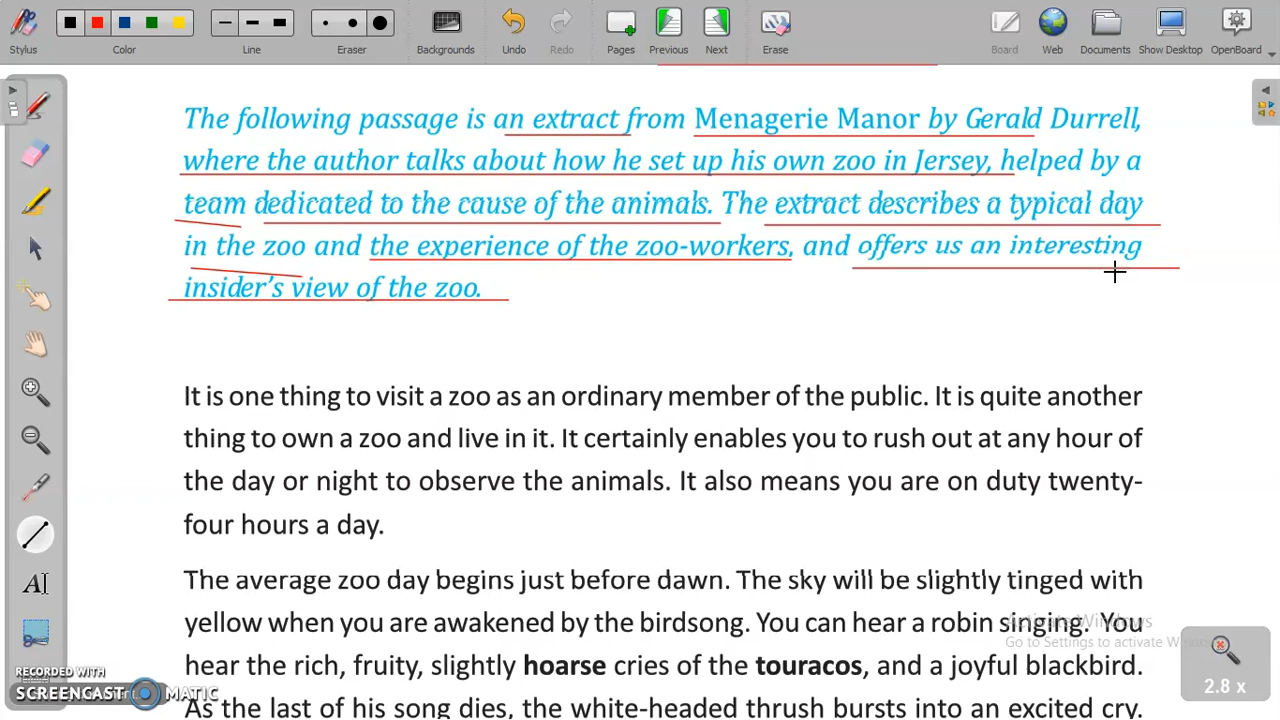 Stylus
Color
Line
Eraser
Backgrounds
Undo
Redo
Pages
Previous
Next
Erase
Board
Web
Documents
Show Desktop
OpenBoard
The following passage is an extract from Menagerie Manor by Gerald Durrell,
where the author talks about how he set up his own zoo in Jersey, helped by a
team dedicated to the cause of the animals. The extract describes a typical day
in the zoo and the experience of the zoo-workers, and offers us an interesting
insider's view of the zoo.
It is one thing to visit a zoo as an ordinary member of the public. It is quite another
thing to own a zoo and live in it. It certainly enables you to rush out at any hour of
the day or night to observe the animals. It also means you are on duty twenty-
four hours a day.
The average zoo day begins just before dawn. The sky will be slightly tinged with
yellow when you are awakened by the birdsong. You can hear a robin singing. You
hear the rich, fruity, slightly hoarse cries of the touracos, and a joyful blackbird.
As the last of his song dies, the white-headed thrush bursts into an excited cry.
Activate Windows
Go to Settings to activate Windows.
2.8 x
RECORDED WITH
SCREENCAST MATIC